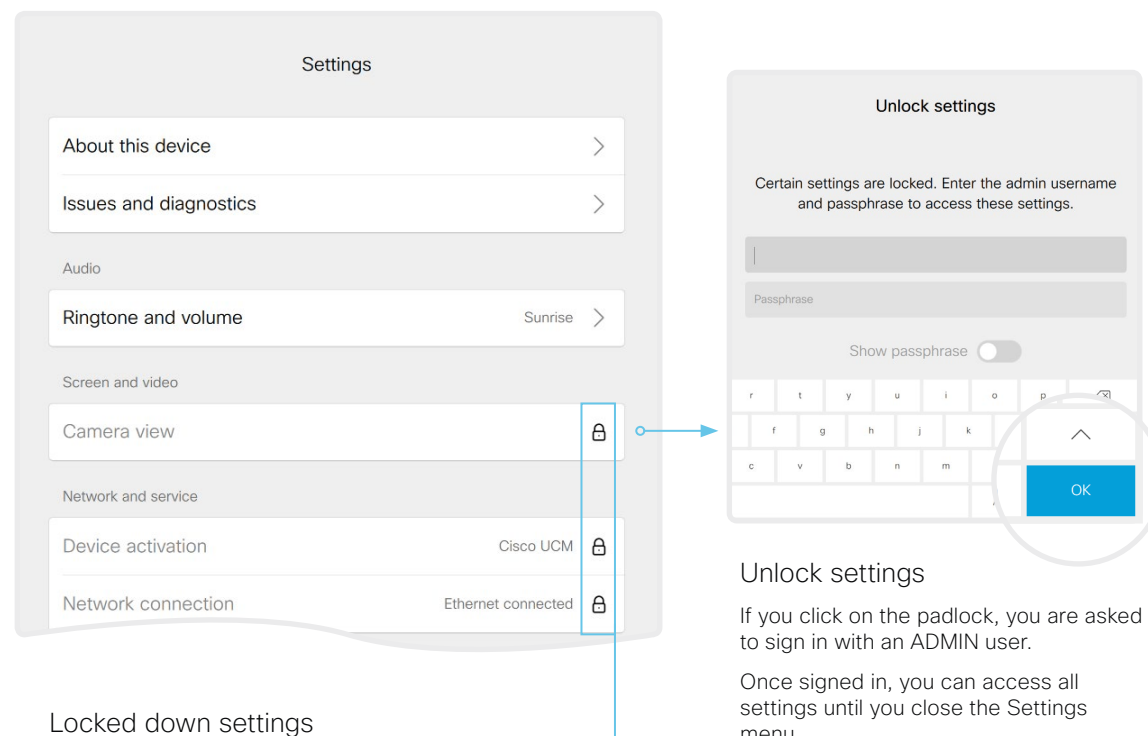 Settings
About this device
Issues and diagnostics
Audio
Ringtone and volume Sunrise
Screen and video
Camera view
Network and service
Device activation Cisco UCM
Network connection Ethernet connected
Locked down settings
Unlock settings
Certain settings are locked. Enter the admin username
and passphrase to access these settings.
Passphrase
Show passphrase
r t y u i o p
f g h j k
c v b n m
OK
Unlock settings
If you click on the padlock, you are asked
to sign in with an ADMIN user.
Once signed in, you can access all
settings until you close the Settings
menu